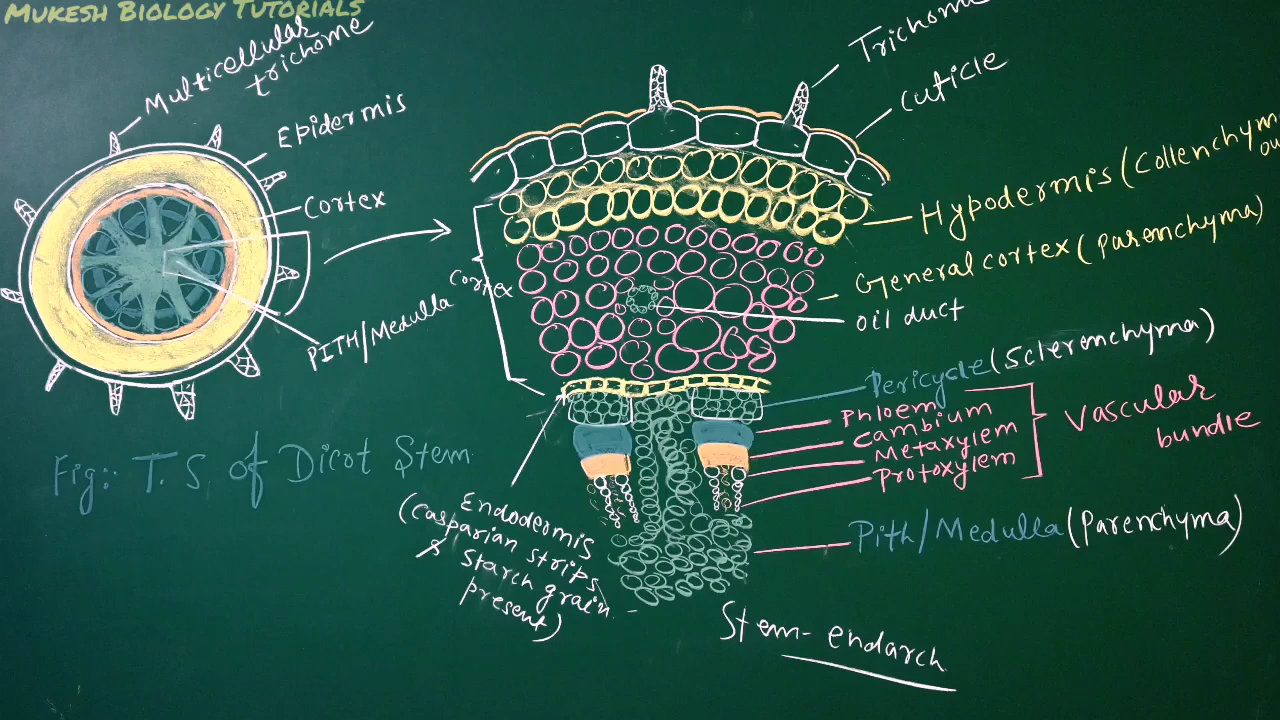 MUKESH BIOLOGY TUTORIALS
Multicellular
trichome
Epidermis
Cortex
PITH/Medulla
Fig:: T. S. of Dicot Stem
Trichome
Cuticle
Hypodermis (Collenchym
General cortex (parenchyma)
oil duct
Cortex
Pericycle (Sclerenchyma)
Phloem
Cambium
Metaxylem
Protoxylem
Vascular
bundle
Pith/Medulla (Parenchyma)
Endodermis
(Casparian strips
& Starch grain
present)
Stem- endarch